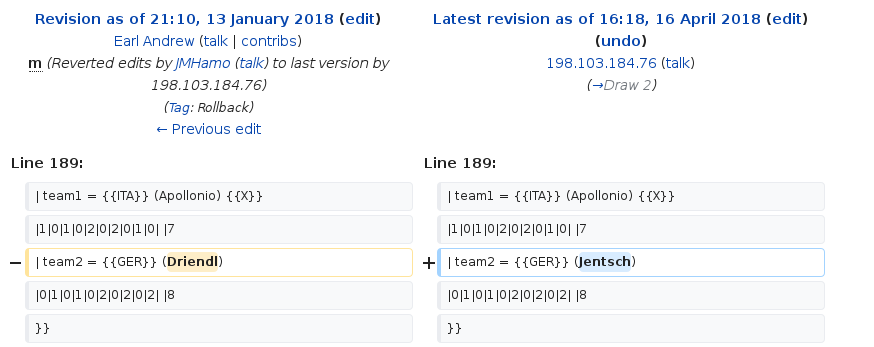 Revision as of 21:10, 13 January 2018 (edit)
Earl Andrew (talk | contribs)
m (Reverted edits by JMHamo (talk) to last version by
198.103.184.76)
(Tag: Rollback)
← Previous edit
Latest revision as of 16:18, 16 April 2018 (edit)
(undo)
198.103.184.76 (talk)
(→Draw 2)
Line 189:
Line 189:
| team1 = {{ITA}} (Apollonio) {{X}}
| team1 = {{ITA}} (Apollonio) {{X}}
|1|0|1|0|2|0|2|0|1|0| |7
|1|0|1|0|2|0|2|0|1|0| |7
− | team2 = {{GER}} (Driendl)
+ | team2 = {{GER}} (Jentsch)
|0|1|0|1|0|2|0|2|0|2| |8
|0|1|0|1|0|2|0|2|0|2| |8
}}
}}